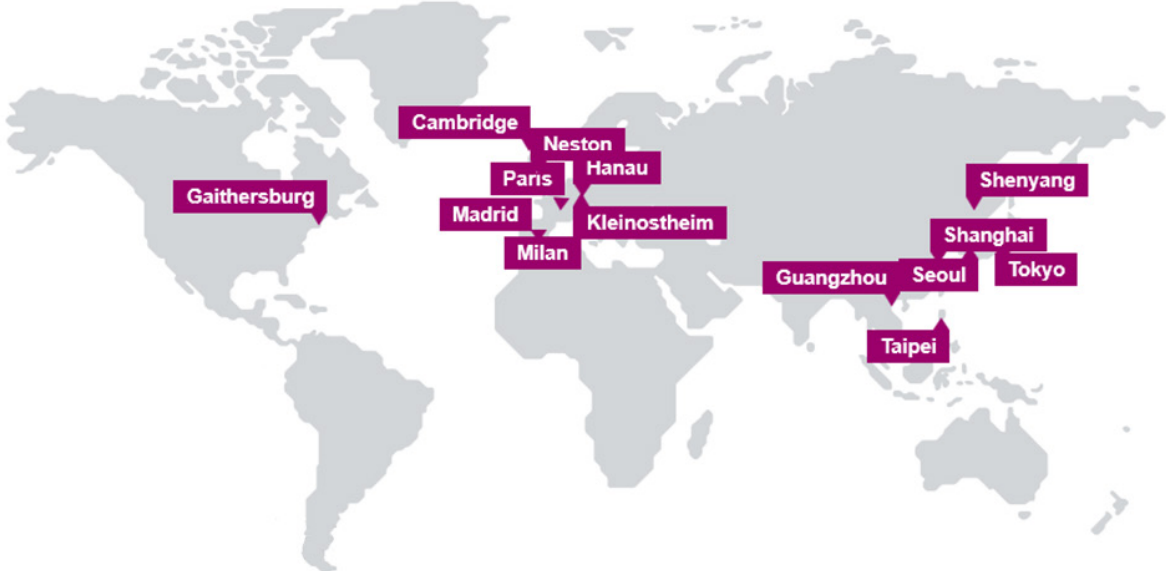 Cambridge
Neston
Hanau
Paris
Gaithersburg
Madrid
Kleinostheim
Milan
Shenyang
Shanghai
Guangzhou
Seoul
Tokyo
Taipei